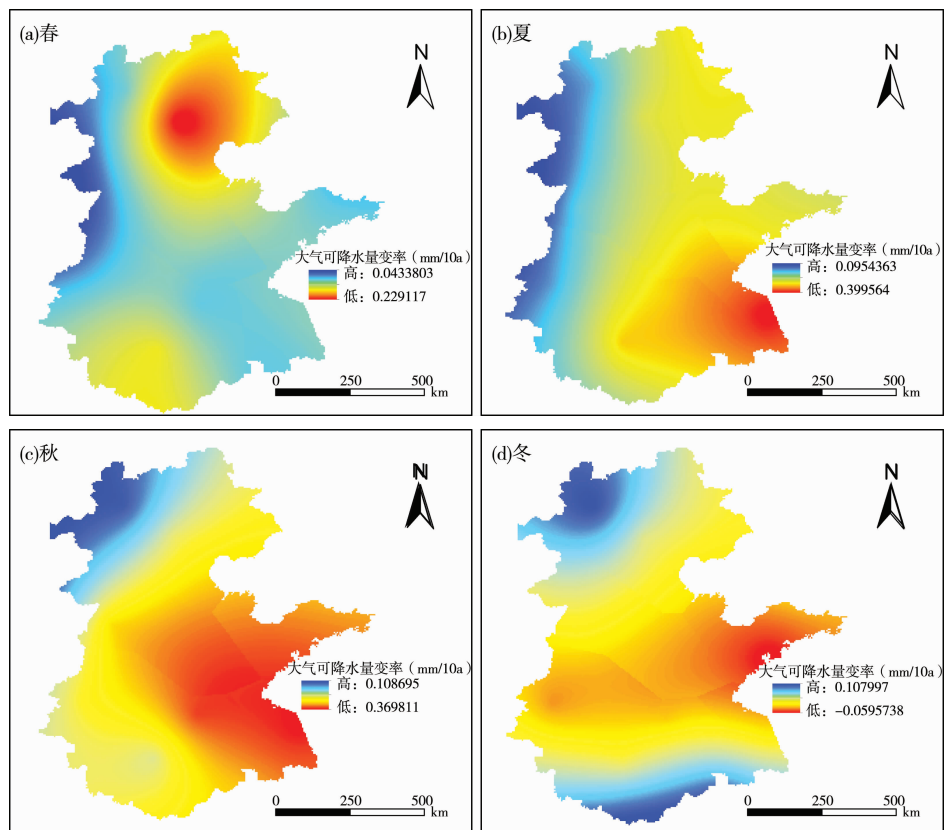 (a)春
N
大气可降水量变率（mm/10a）
高：0.0433803
低：0.229117
0 250 500
km
(b)夏
N
大气可降水量变率（mm/10a）
高：0.0954363
低：0.399564
0 250 500
km
(c)秋
N
大气可降水量变率（mm/10a）
高：0.108695
低：0.369811
0 250 500
km
(d)冬
N
大气可降水量变率（mm/10a）
高：0.107997
低：-0.0595738
0 250 500
km